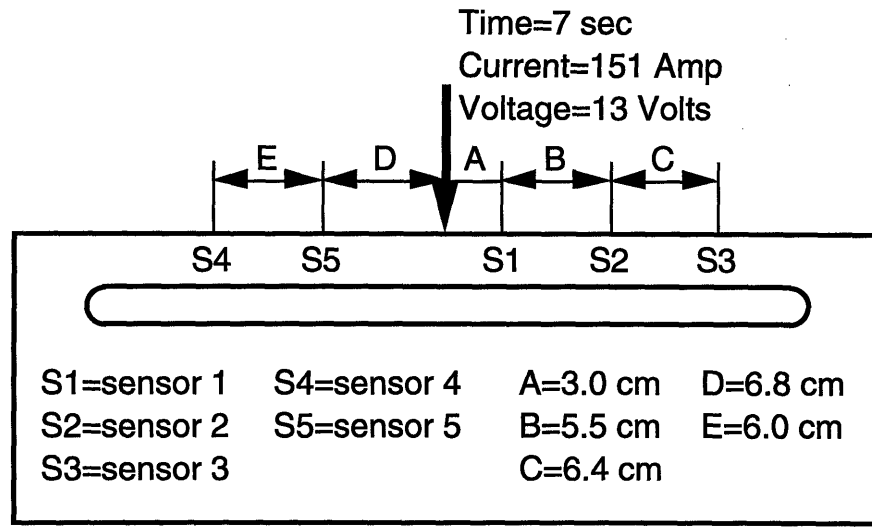 Time=7 sec
Current=151 Amp
Voltage=13 Volts
E D A B C
S4 S5 S1 S2 S3
S1=sensor 1 S4=sensor 4 A=3.0 cm D=6.8 cm
S2=sensor 2 S5=sensor 5 B=5.5 cm E=6.0 cm
S3=sensor 3 C=6.4 cm